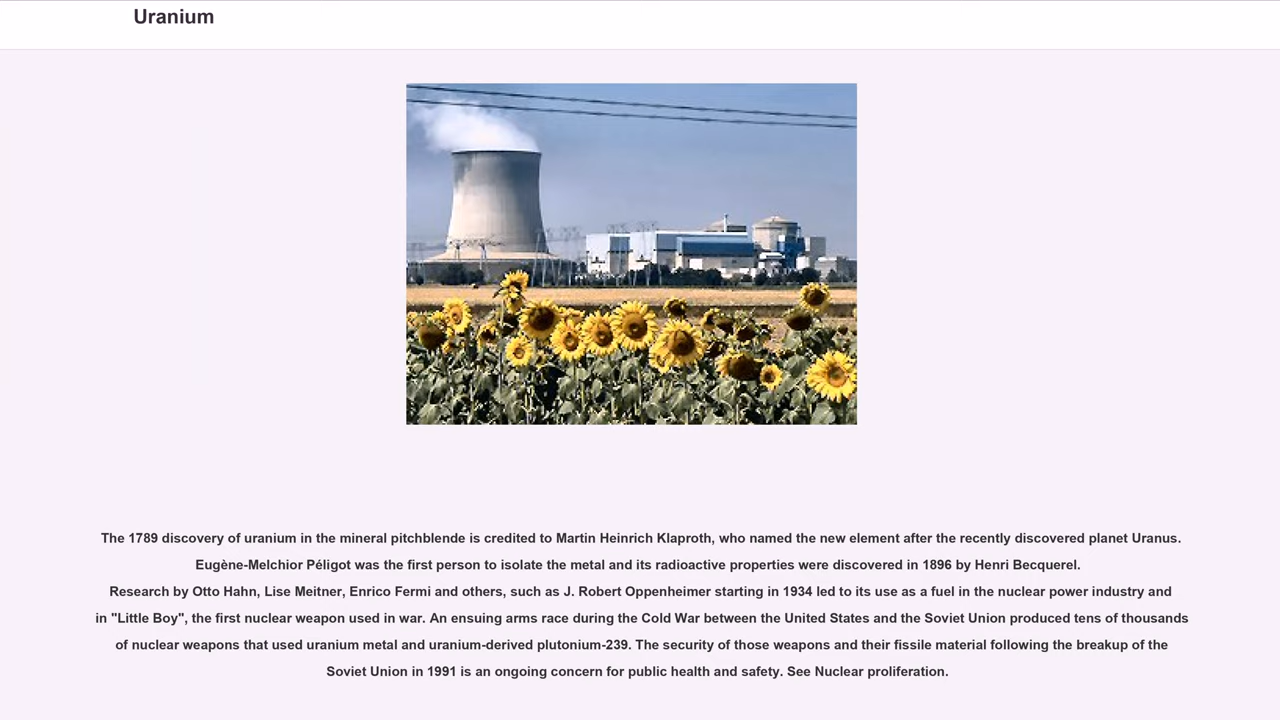 Uranium
The 1789 discovery of uranium in the mineral pitchblende is credited to Martin Heinrich Klaproth, who named the new element after the recently discovered planet Uranus.
Eugène-Melchior Péligot was the first person to isolate the metal and its radioactive properties were discovered in 1896 by Henri Becquerel.
Research by Otto Hahn, Lise Meitner, Enrico Fermi and others, such as J. Robert Oppenheimer starting in 1934 led to its use as a fuel in the nuclear power industry and
in "Little Boy", the first nuclear weapon used in war. An ensuing arms race during the Cold War between the United States and the Soviet Union produced tens of thousands
of nuclear weapons that used uranium metal and uranium-derived plutonium-239. The security of those weapons and their fissile material following the breakup of the
Soviet Union in 1991 is an ongoing concern for public health and safety. See Nuclear proliferation.